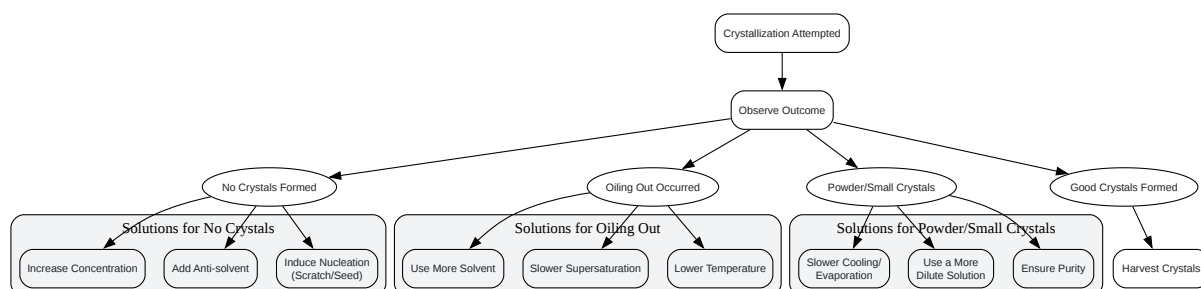 Crystallization Attempted
Observe Outcome
No Crystals Formed
Oiling Out Occurred
Powder/Small Crystals
Good Crystals Formed
Solutions for No Crystals
Solutions for Oiling Out
Solutions for Powder/Small Crystals
Increase Concentration
Add Anti-solvent
Induce Nucleation
(Scratch/Seed)
Use More Solvent
Slower Supersaturation
Lower Temperature
Slower Cooling/
Evaporation
Use a More
Dilute Solution
Ensure Purity
Harvest Crystals